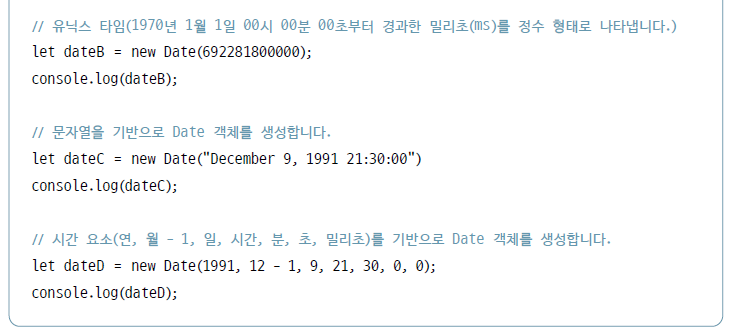 // 유닉스 타임(1970년 1월 1일 00시 00분 00초부터 경과한 밀리초(ms)를 정수 형태로 나타냅니다.)
let dateB = new Date(692281800000);
console.log(dateB);
// 문자열을 기반으로 Date 객체를 생성합니다.
let dateC = new Date("December 9, 1991 21:30:00")
console.log(dateC);
// 시간 요소(연, 월 - 1, 일, 시간, 분, 초, 밀리초)를 기반으로 Date 객체를 생성합니다.
let dateD = new Date(1991, 12 - 1, 9, 21, 30, 0, 0);
console.log(dateD);